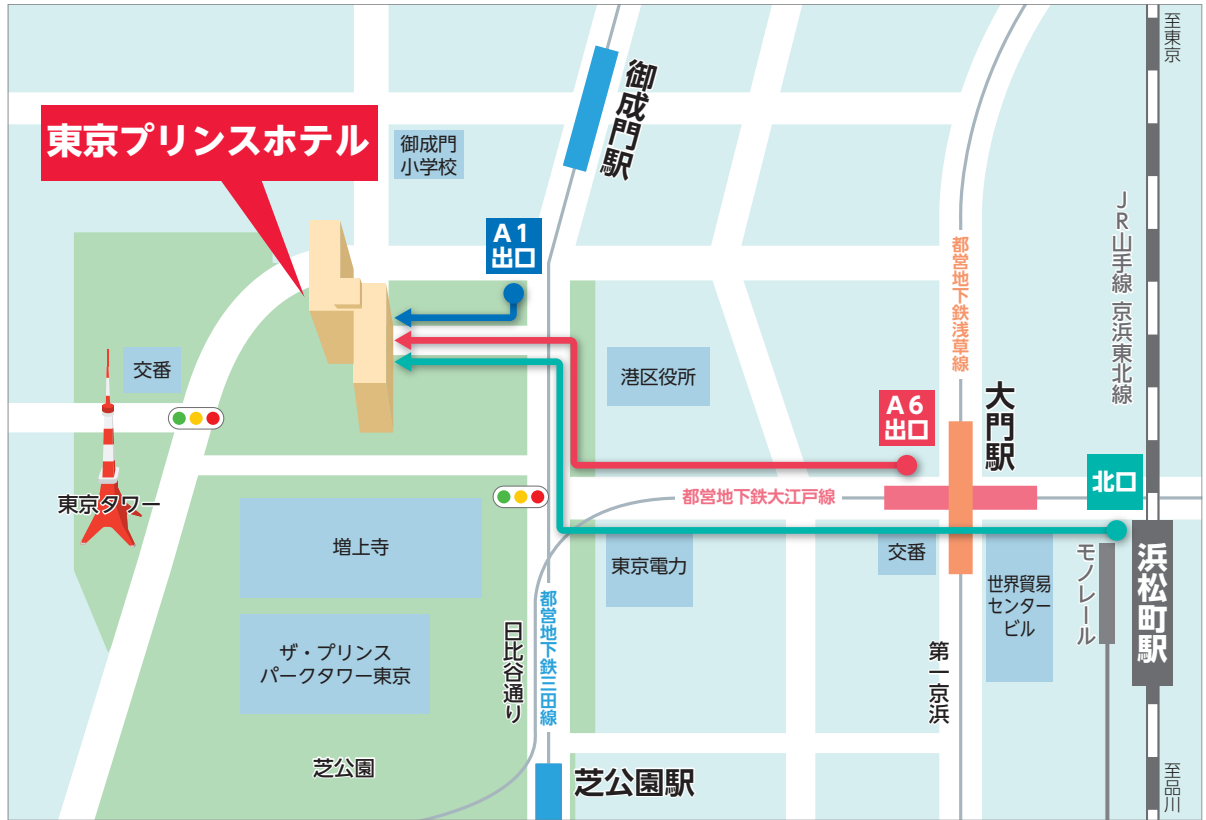 至東京
御成門駅
東京プリンスホテル
御成門
小学校
JR山手線 京浜東北線
A1
出口
都営地下鉄浅草線
交番
港区役所
大門駅
A6
出口
北口
東京タワー
都営地下鉄大江戸線
増上寺
東京電力
交番
モノレール
浜松町駅
世界貿易
センター
ビル
都営地下鉄三田線
日比谷通り
ザ・プリンス
パークタワー東京
第一京浜
芝公園
芝公園駅
至品川